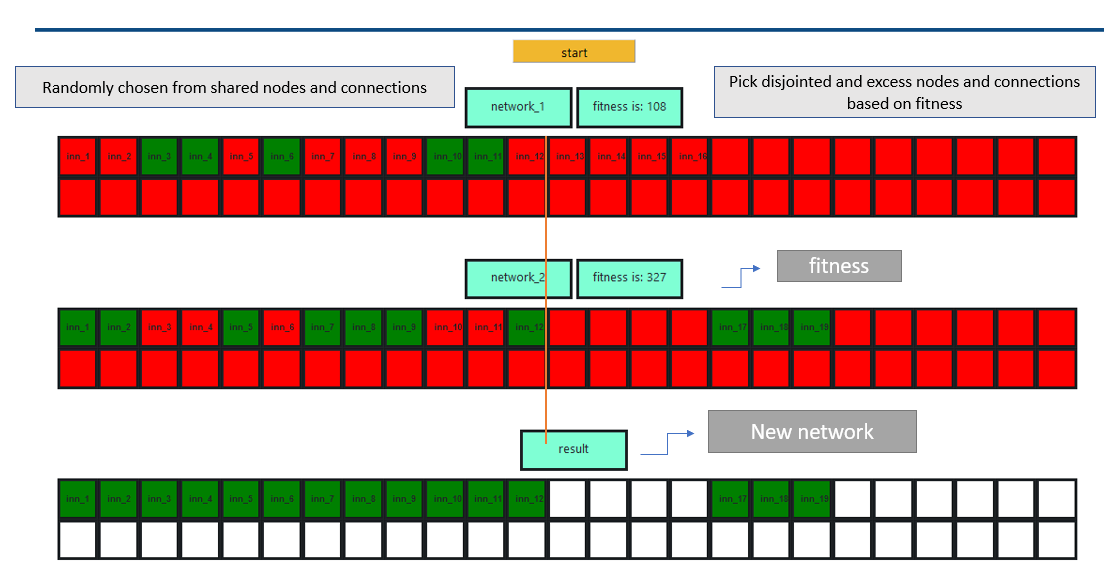 start
Randomly chosen from shared nodes and connections
Pick disjointed and excess nodes and connections
based on fitness
network_1 fitness is: 108
inn_1 inn_2 inn_3 inn_4 inn_5 inn_6 inn_7 inn_8 inn_9 inn_10 inn_11 inn_12 inn_13 inn_14 inn_15 inn_16
network_2 fitness is: 327
fitness
inn_1 inn_2 inn_3 inn_4 inn_5 inn_6 inn_7 inn_8 inn_9 inn_10 inn_11 inn_12 inn_17 inn_18 inn_19
result
New network
inn_1 inn_2 inn_3 inn_4 inn_5 inn_6 inn_7 inn_8 inn_9 inn_10 inn_11 inn_12 inn_17 inn_18 inn_19